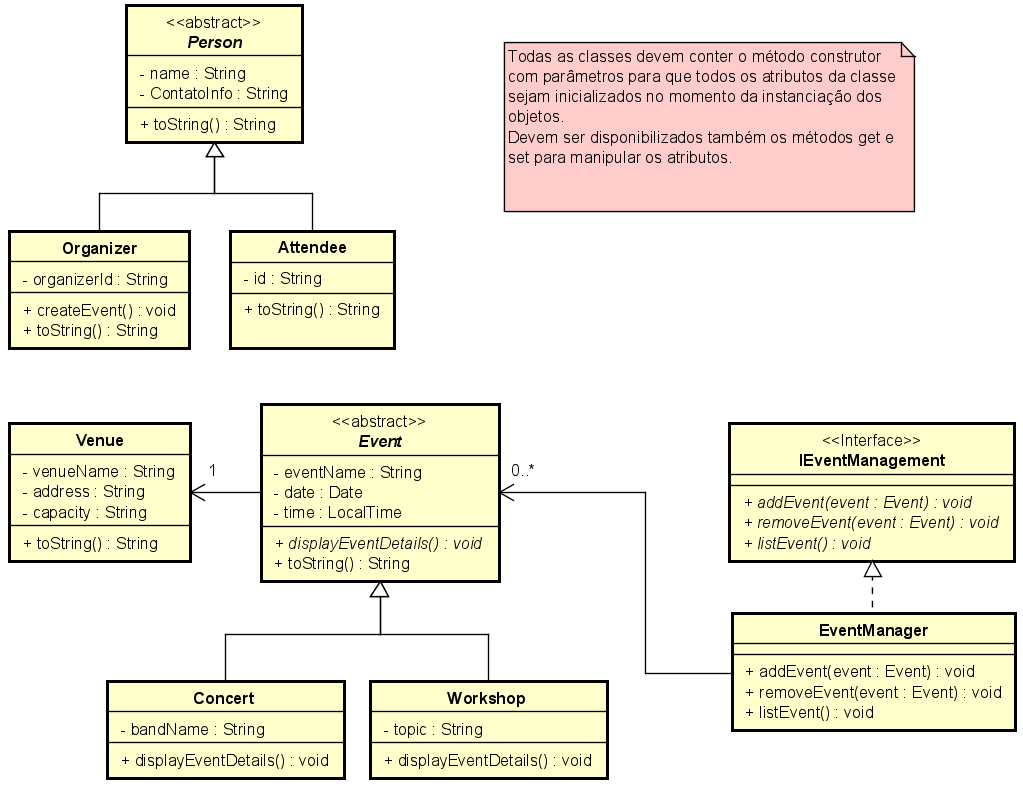 <<abstract>>
Person
- name : String
- ContatoInfo : String
+ toString() : String
Todas as classes devem conter o método construtor
com parâmetros para que todos os atributos da classe
sejam inicializados no momento da instanciação dos
objetos.
Devem ser disponibilizados também os métodos get e
set para manipular os atributos.
Organizer
- organizerId : String
+ createEvent() : void
+ toString() : String
Attendee
- id : String
+ toString() : String
Venue
- venueName : String
- address : String
- capacity : String
+ toString() : String
1
<<abstract>>
Event
- eventName : String
- date : Date
- time : LocalTime
+ displayEventDetails() : void
+ toString() : String
0..*
<<Interface>>
IEventManagement
+ addEvent(event : Event) : void
+ removeEvent(event : Event) : void
+ listEvent() : void
EventManager
+ addEvent(event : Event) : void
+ removeEvent(event : Event) : void
+ listEvent() : void
Concert
- bandName : String
+ displayEventDetails() : void
Workshop
- topic : String
+ displayEventDetails() : void